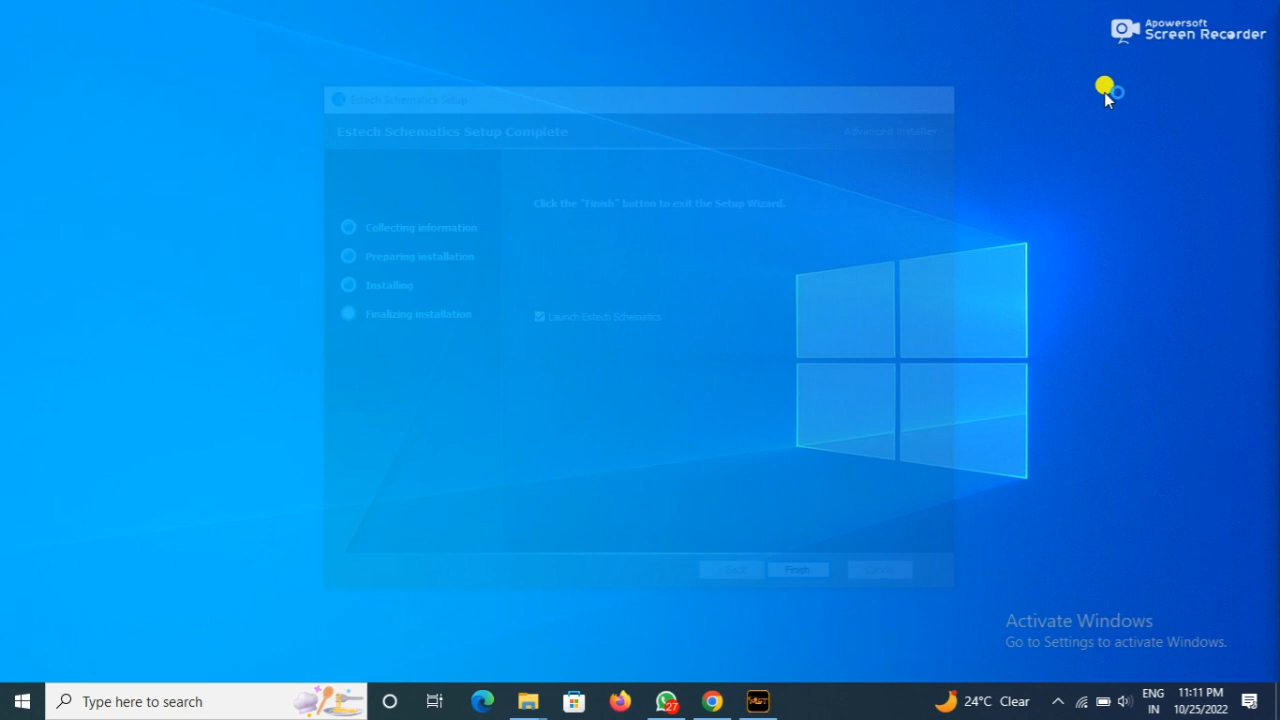 Apowersoft
Screen Recorder
Estech Schematics Setup
Estech Schematics Setup Complete
Advanced Installer
Click the "Finish" button to exit the Setup Wizard.
Collecting information
Preparing installation
Installing
Finalizing installation
Launch Estech Schematics
Back Finish Cancel
Activate Windows
Go to Settings to activate Windows.
Type here to search
27
24°C Clear
ENG
IN
11:11 PM
10/25/2022